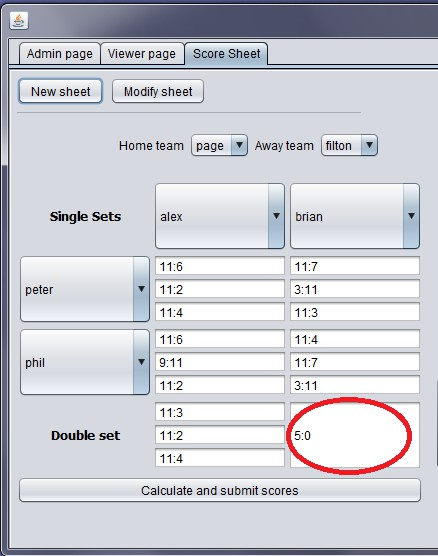 Admin page Viewer page Score Sheet
New sheet Modify sheet
Home team page Away team filton
Single Sets alex brian
peter 11:6 11:7
11:2 3:11
11:4 11:3
phil 11:6 11:4
9:11 11:7
11:2 3:11
Double set 11:3 5:0
11:2
11:4
Calculate and submit scores